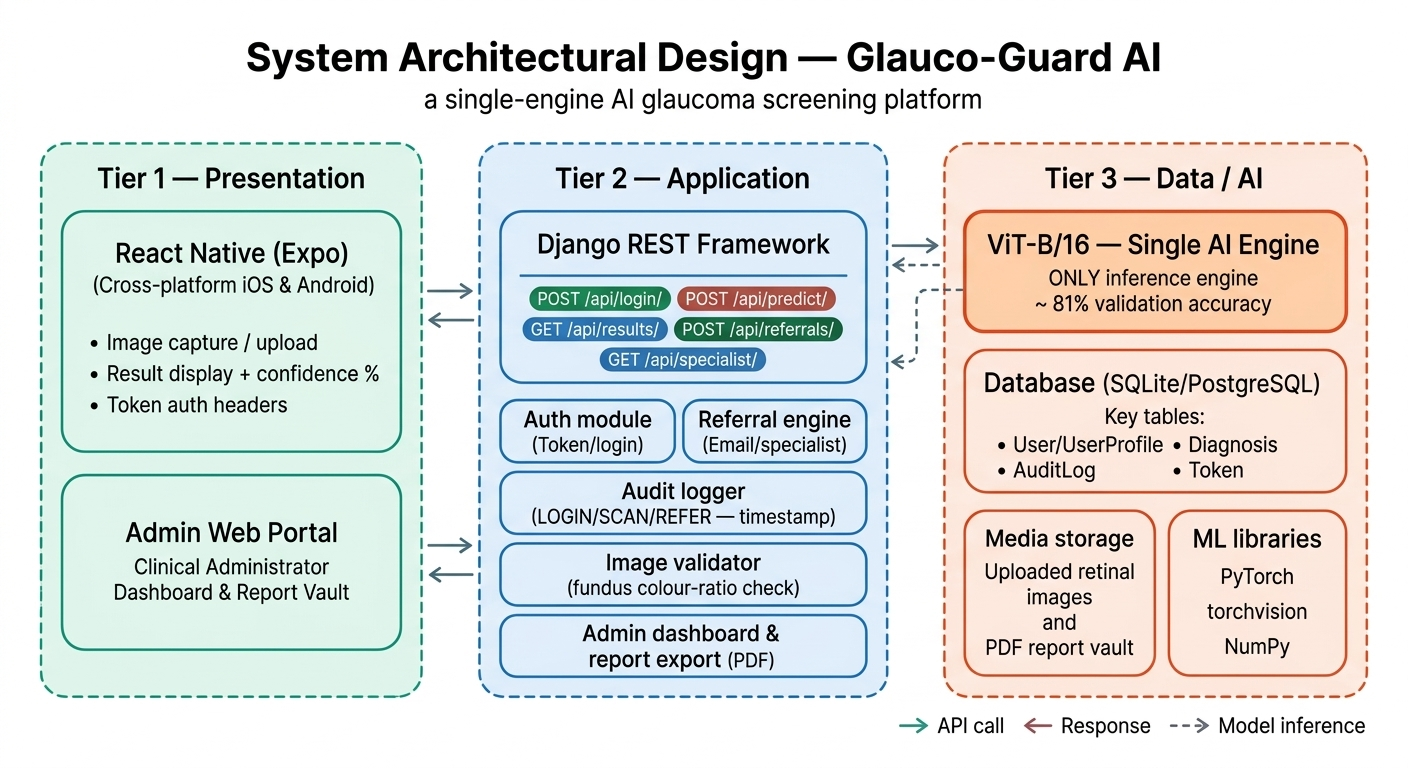 System Architectural Design — Glauco-Guard AI
a single-engine AI glaucoma screening platform
Tier 1 — Presentation
React Native (Expo)
(Cross-platform iOS & Android)
• Image capture / upload
• Result display + confidence %
• Token auth headers
Admin Web Portal
Clinical Administrator
Dashboard & Report Vault
Tier 2 — Application
Django REST Framework
POST /api/login/ POST /api/predict/
GET /api/results/ POST /api/referrals/
GET /api/specialist/
Auth module
(Token/login)
Referral engine
(Email/specialist)
Audit logger
(LOGIN/SCAN/REFER — timestamp)
Image validator
(fundus colour-ratio check)
Admin dashboard &
report export (PDF)
Tier 3 — Data / AI
ViT-B/16 — Single AI Engine
ONLY inference engine
~ 81% validation accuracy
Database (SQLite/PostgreSQL)
Key tables:
• User/UserProfile • Diagnosis
• AuditLog • Token
Media storage
Uploaded retinal
images
and
PDF report vault
ML libraries
PyTorch
torchvision
NumPy
API call Response Model inference